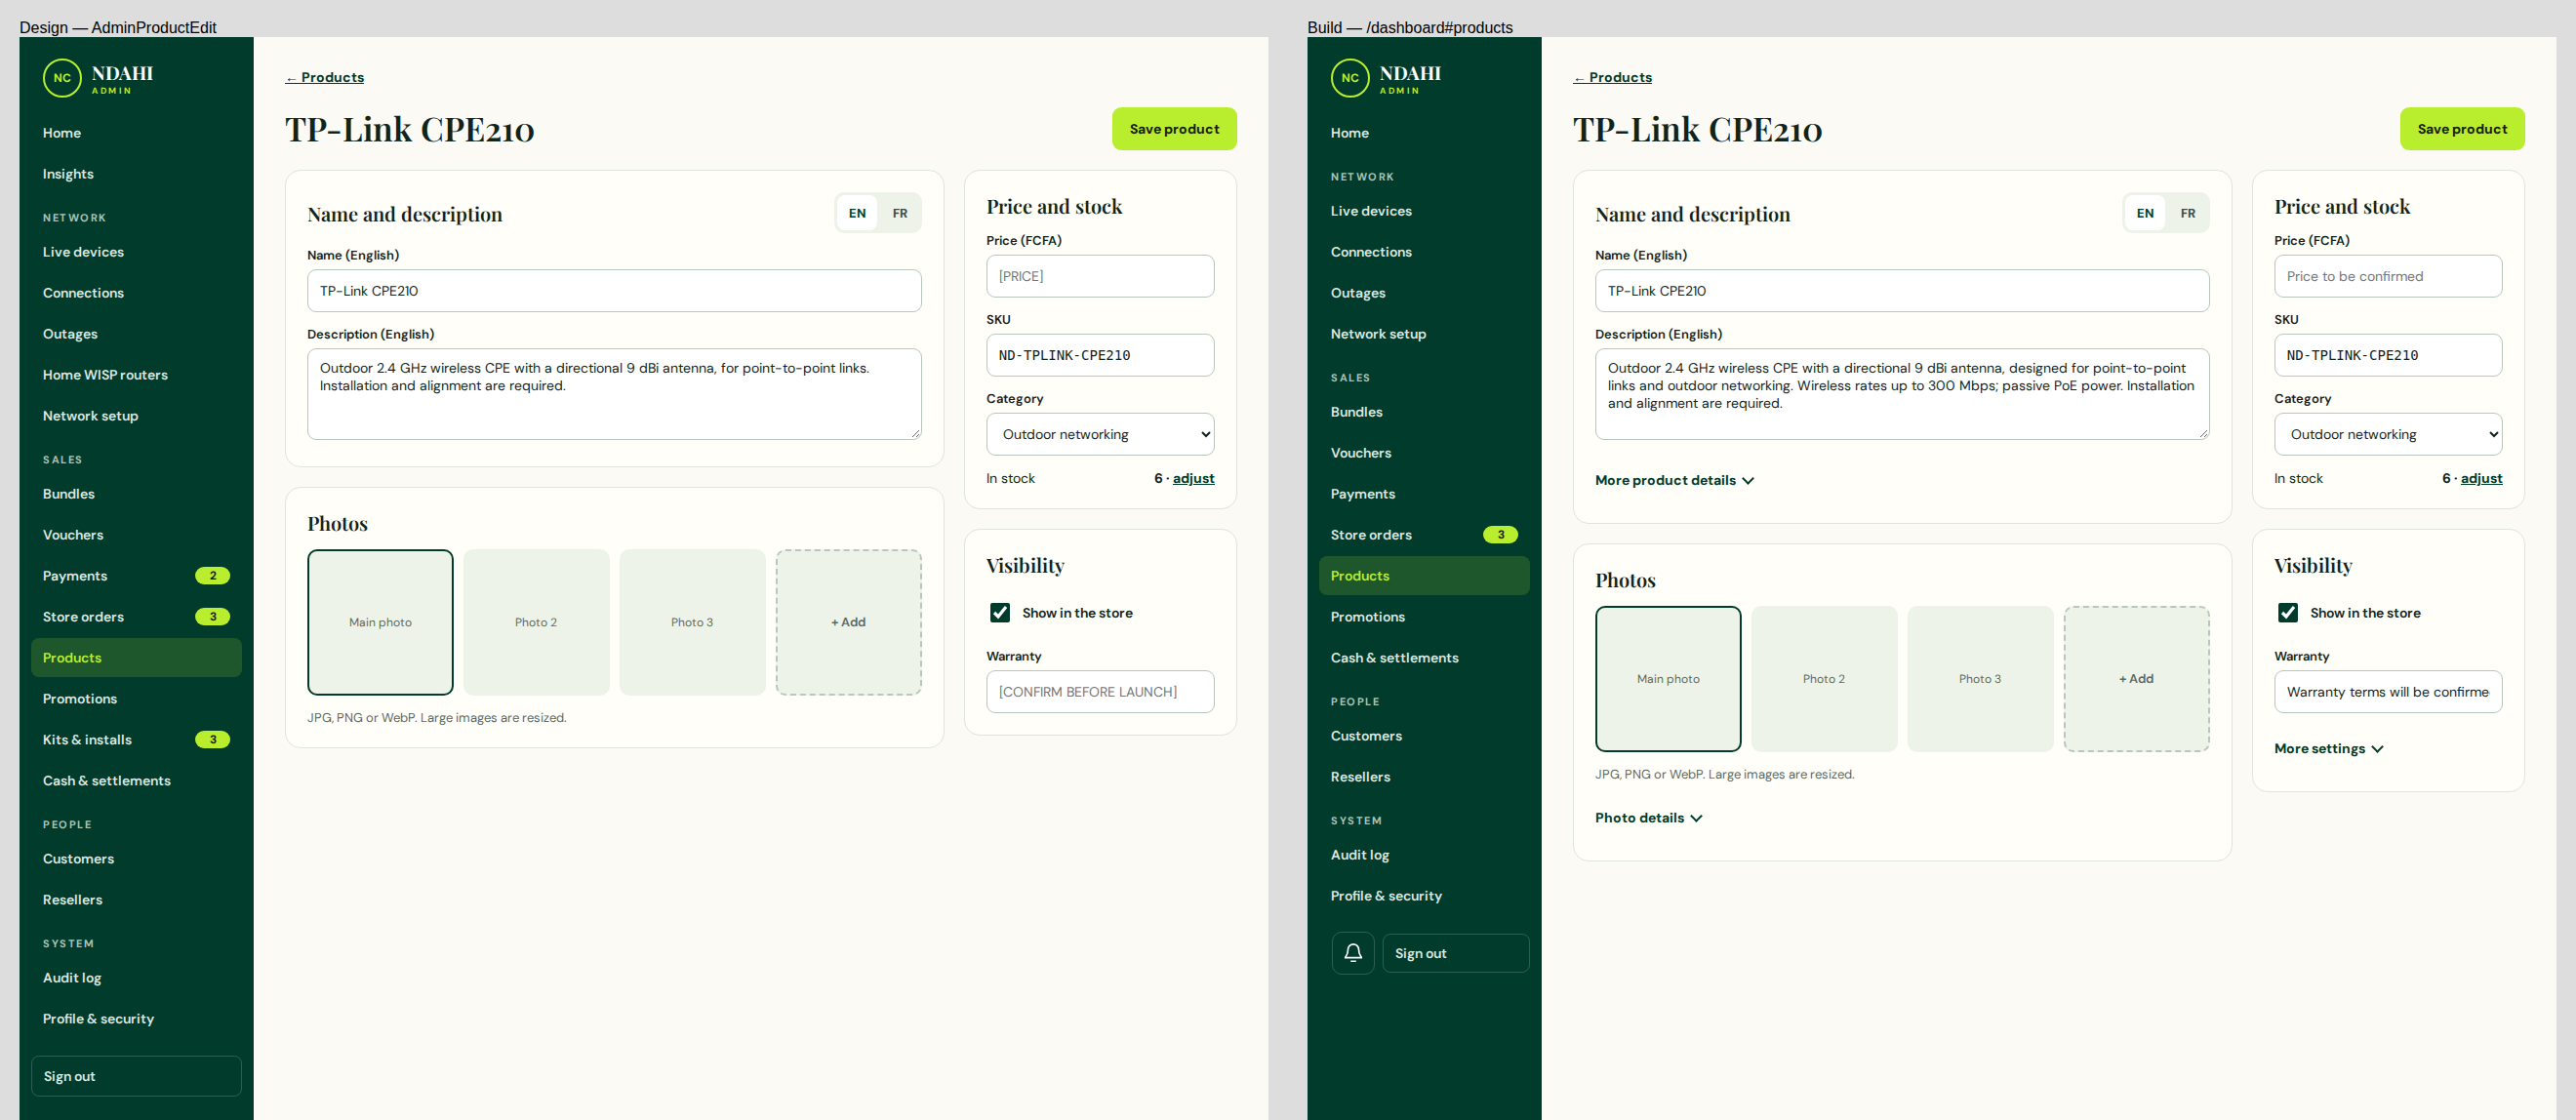 Design — AdminProductEdit
NC
NDAHI
ADMIN
Home
Insights
NETWORK
Live devices
Connections
Outages
Home WISP routers
Network setup
SALES
Bundles
Vouchers
Payments 2
Store orders 3
Products
Promotions
Kits & installs 3
Cash & settlements
PEOPLE
Customers
Resellers
SYSTEM
Audit log
Profile & security
Sign out
← Products
TP-Link CPE210
Save product
Name and description
EN FR
Name (English)
TP-Link CPE210
Description (English)
Outdoor 2.4 GHz wireless CPE with a directional 9 dBi antenna, for point-to-point links.
Installation and alignment are required.
Photos
Main photo
Photo 2
Photo 3
+ Add
JPG, PNG or WebP. Large images are resized.
Price and stock
Price (FCFA)
[PRICE]
SKU
ND-TPLINK-CPE210
Category
Outdoor networking
In stock 6 · adjust
Visibility
Show in the store
Warranty
[CONFIRM BEFORE LAUNCH]
Build — /dashboard#products
NC
NDAHI
ADMIN
Home
NETWORK
Live devices
Connections
Outages
Network setup
SALES
Bundles
Vouchers
Payments
Store orders 3
Products
Promotions
Cash & settlements
PEOPLE
Customers
Resellers
SYSTEM
Audit log
Profile & security
Sign out
← Products
TP-Link CPE210
Save product
Name and description
EN FR
Name (English)
TP-Link CPE210
Description (English)
Outdoor 2.4 GHz wireless CPE with a directional 9 dBi antenna, designed for point-to-point
links and outdoor networking. Wireless rates up to 300 Mbps; passive PoE power. Installation
and alignment are required.
More product details
Photos
Main photo
Photo 2
Photo 3
+ Add
JPG, PNG or WebP. Large images are resized.
Photo details
Price and stock
Price (FCFA)
Price to be confirmed
SKU
ND-TPLINK-CPE210
Category
Outdoor networking
In stock 6 · adjust
Visibility
Show in the store
Warranty
Warranty terms will be confirme
More settings